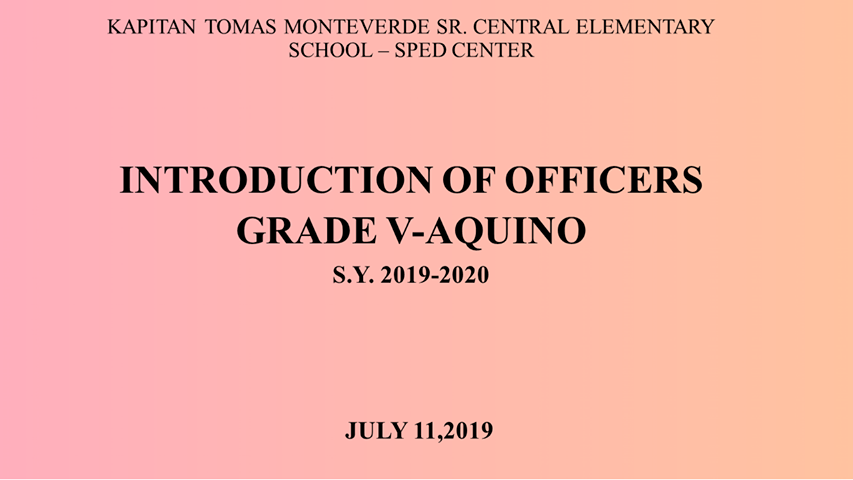 KAPITAN TOMAS MONTEVERDE SR. CENTRAL ELEMENTARY
SCHOOL – SPED CENTER
INTRODUCTION OF OFFICERS
GRADE V-AQUINO
S.Y. 2019-2020
JULY 11,2019